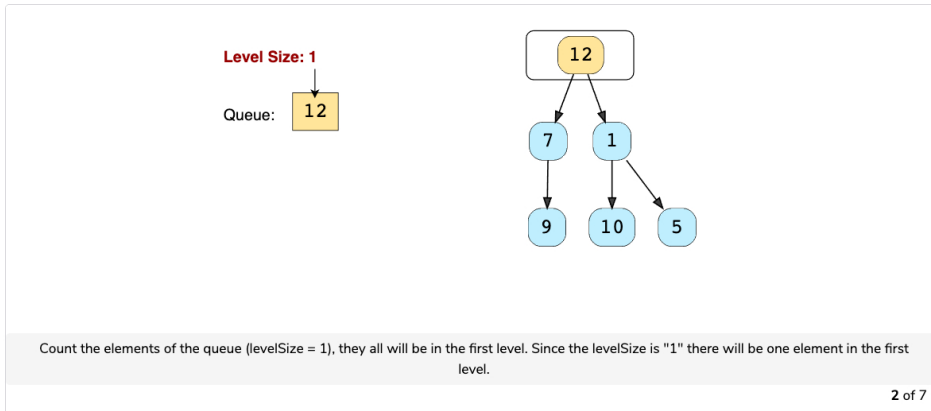 Level Size: 1
Queue: 12
12
7 1
9 10 5
Count the elements of the queue (levelSize = 1), they all will be in the first level. Since the levelSize is "1" there will be one element in the first
level.
2 of 7